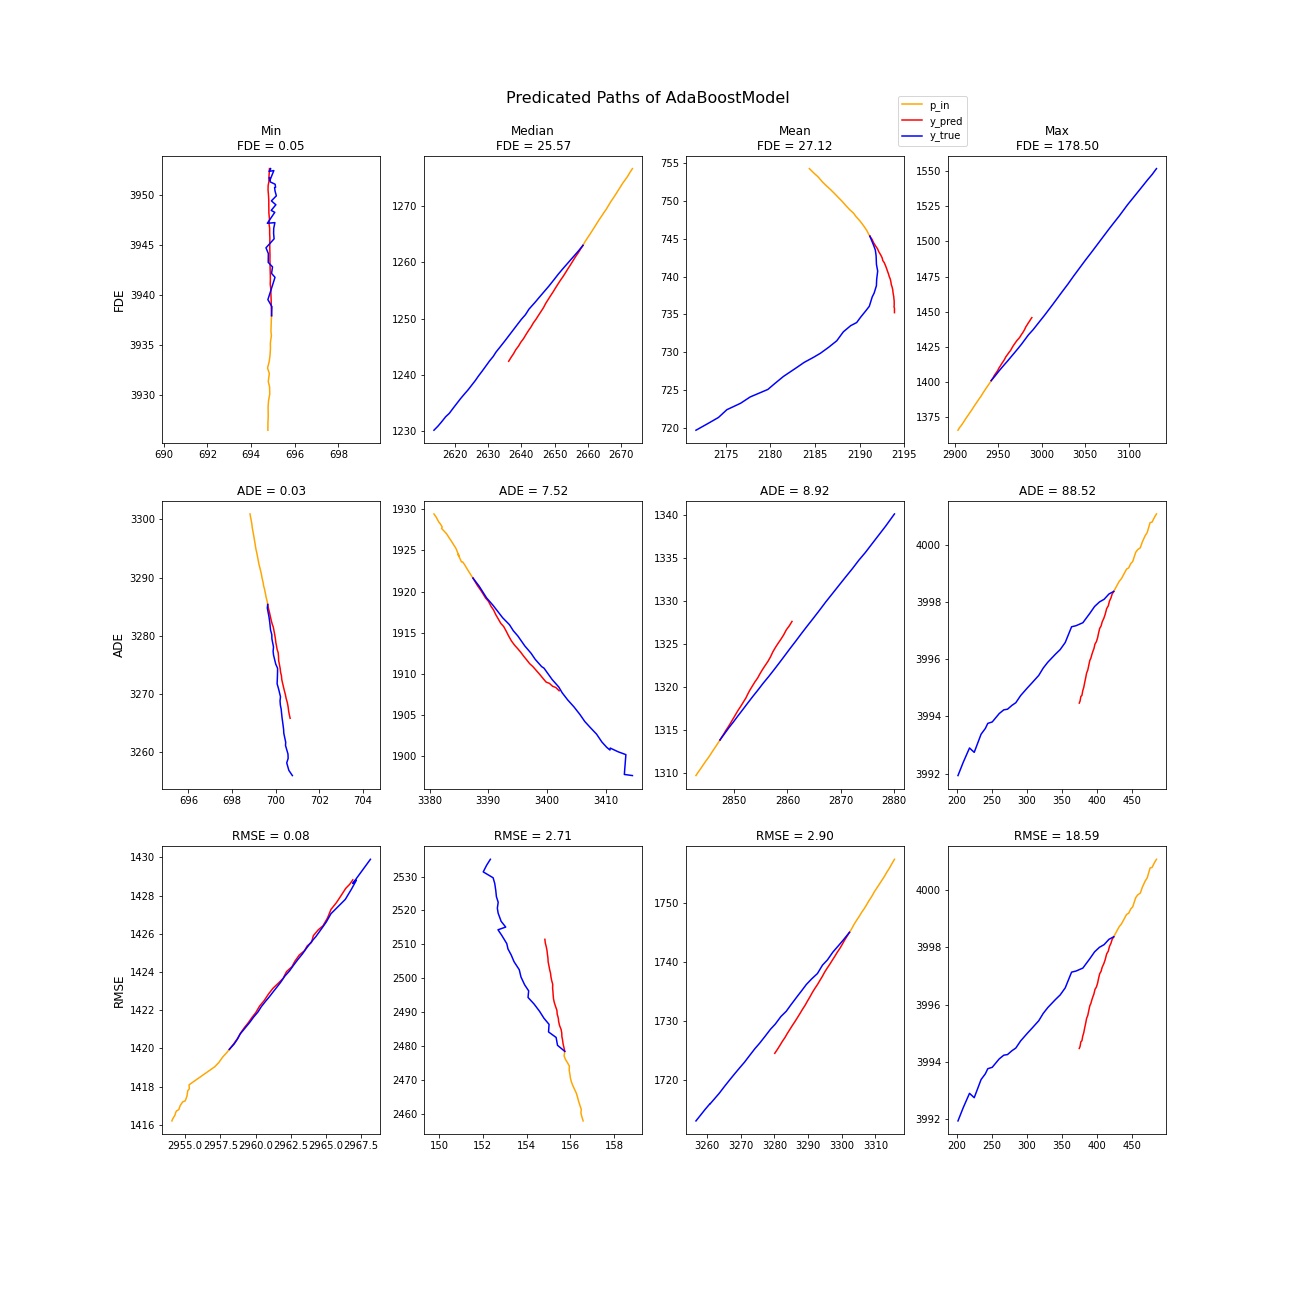 Predicated Paths of AdaBoostModel
p_in
y_pred
y_true
Min
FDE = 0.05
Median
FDE = 25.57
Mean
FDE = 27.12
Max
FDE = 178.50
FDE
3950
3945
3940
3935
3930
690 692 694 696 698
1270
1260
1250
1240
1230
2620 2630 2640 2650 2660 2670
755
750
745
740
735
730
725
720
2175 2180 2185 2190 2195
1550
1525
1500
1475
1450
1425
1400
1375
2900 2950 3000 3050 3100
ADE = 0.03
ADE = 7.52
ADE = 8.92
ADE = 88.52
ADE
3300
3290
3280
3270
3260
696 698 700 702 704
1930
1925
1920
1915
1910
1905
1900
3380 3390 3400 3410
1340
1335
1330
1325
1320
1315
1310
2850 2860 2870 2880
4000
3998
3996
3994
3992
200 250 300 350 400 450
RMSE = 0.08
RMSE = 2.71
RMSE = 2.90
RMSE = 18.59
RMSE
1430
1428
1426
1424
1422
1420
1418
1416
2955.0 2957.5 2960.0 2962.5 2965.0 2967.5
2530
2520
2510
2500
2490
2480
2470
2460
150 152 154 156 158
1750
1740
1730
1720
3260 3270 3280 3290 3300 3310
4000
3998
3996
3994
3992
200 250 300 350 400 450